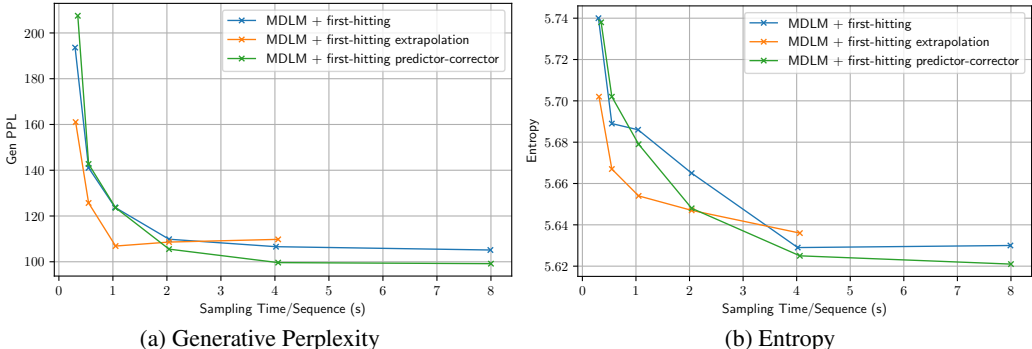 MDLM + first-hitting
MDLM + first-hitting extrapolation
MDLM + first-hitting predictor-corrector
200
180
160
140
120
100
Gen PPL
0 1 2 3 4 5 6 7 8
Sampling Time/Sequence (s)
(a) Generative Perplexity
MDLM + first-hitting
MDLM + first-hitting extrapolation
MDLM + first-hitting predictor-corrector
5.74
5.72
5.70
5.68
5.66
5.64
5.62
Entropy
0 1 2 3 4 5 6 7 8
Sampling Time/Sequence (s)
(b) Entropy